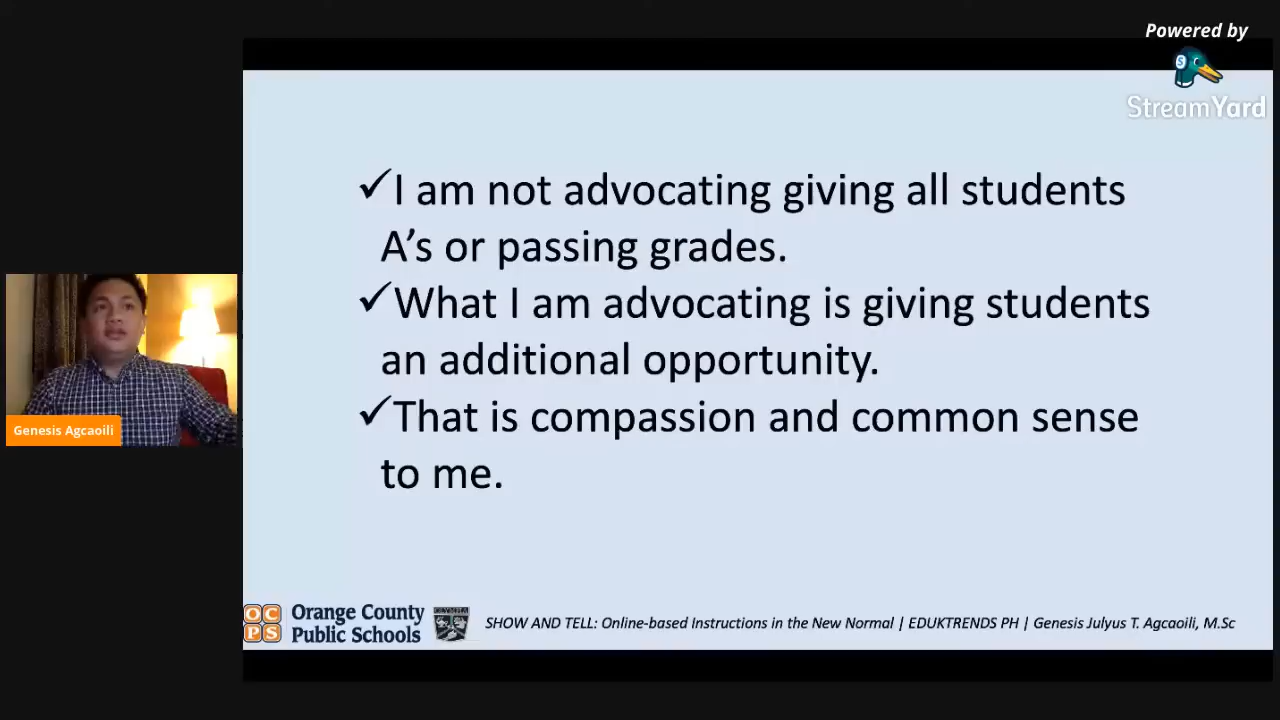 Powered by
StreamYard
✓I am not advocating giving all students
A’s or passing grades.
✓What I am advocating is giving students
an additional opportunity.
✓That is compassion and common sense
to me.
Genesis Agcaoili
OC
PS
Orange County
Public Schools
OLYMPIA
SHOW AND TELL: Online-based Instructions in the New Normal | EDUKTRENDS PH | Genesis Julyus T. Agcaoili, M.Sc